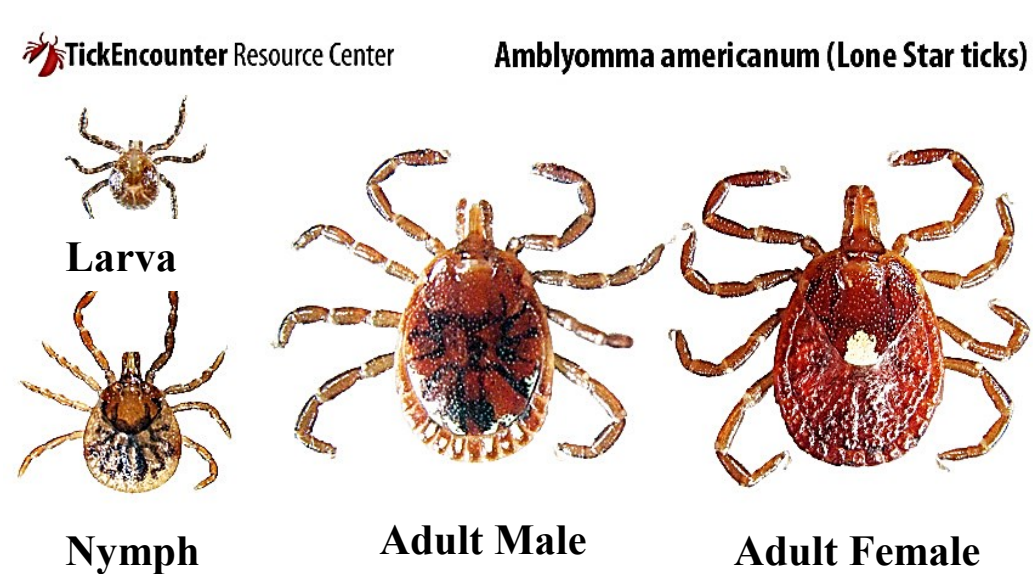 TickEncounter Resource Center
Amblyomma americanum (Lone Star ticks)
Larva
Nymph
Adult Male
Adult Female